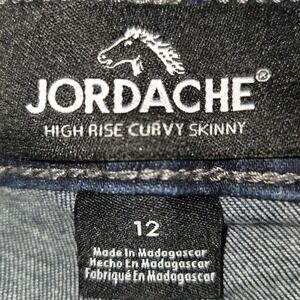 JORDACHE®
HIGH RISE CURVY SKINNY
12
Made in Madagascar
Hecho En Madagascar
Fabriqué En Madagascar